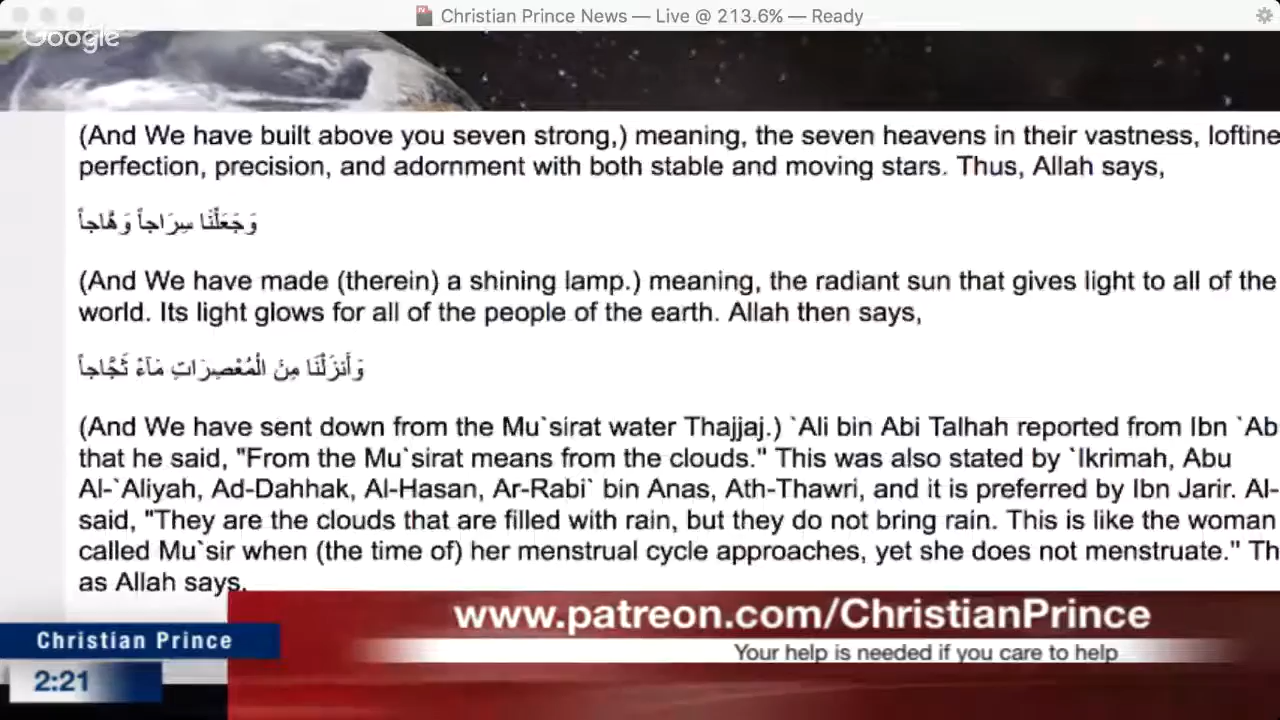 Christian Prince News — Live @ 213.6% — Ready
Google
(And We have built above you seven strong,) meaning, the seven heavens in their vastness, loftine
perfection, precision, and adornment with both stable and moving stars. Thus, Allah says,
وَجَعَلْنَا سِرَاجاً وَهَّاجاً
(And We have made (therein) a shining lamp.) meaning, the radiant sun that gives light to all of the
world. Its light glows for all of the people of the earth. Allah then says,
وَأَنزَلْنَا مِنَ الْمُعْصِرَاتِ مَآءً ثَجَّاجاً
(And We have sent down from the Mu`sirat water Thajjaj.) `Ali bin Abi Talhah reported from Ibn `Ab
that he said, "From the Mu`sirat means from the clouds." This was also stated by `Ikrimah, Abu
Al-`Aliyah, Ad-Dahhak, Al-Hasan, Ar-Rabi` bin Anas, Ath-Thawri, and it is preferred by Ibn Jarir. Al-
said, "They are the clouds that are filled with rain, but they do not bring rain. This is like the woman
called Mu`sir when (the time of) her menstrual cycle approaches, yet she does not menstruate." Th
as Allah says,
www.patreon.com/ChristianPrince
Christian Prince
Your help is needed if you care to help
2:21